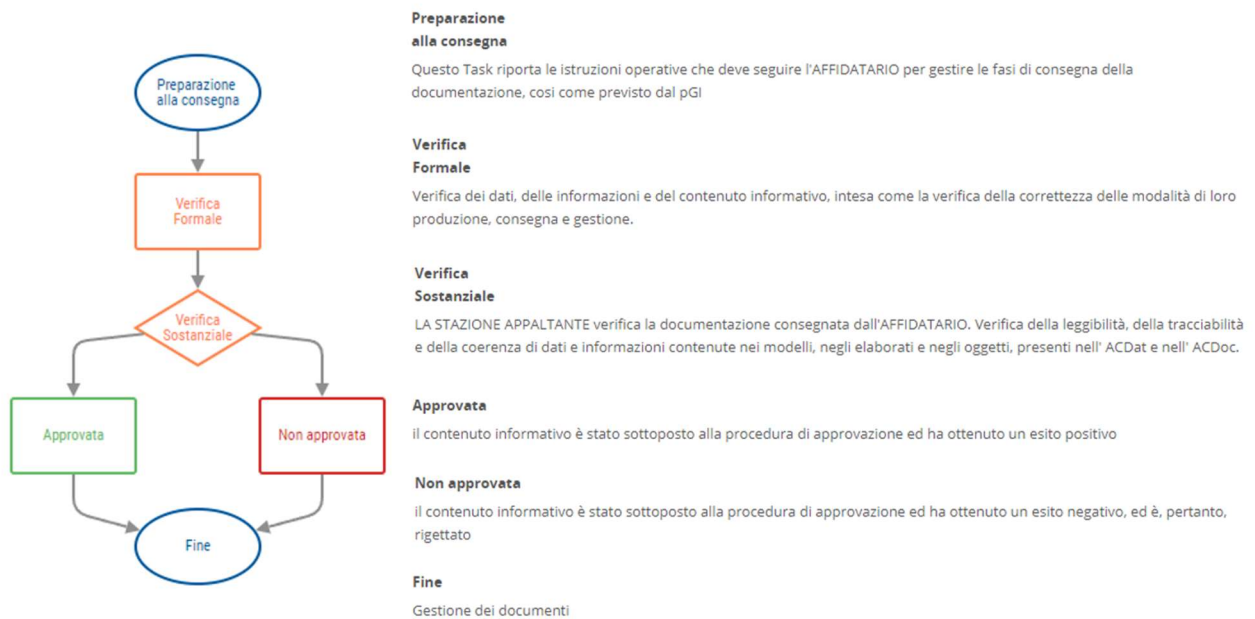 Preparazione
alla consegna
Verifica
Formale
Verifica
Sostanziale
Approvata
Non approvata
Fine
Preparazione
alla consegna
Questo Task riporta le istruzioni operative che deve seguire l'AFFIDATARIO per gestire le fasi di consegna della
documentazione, cosi come previsto dal pGI
Verifica
Formale
Verifica dei dati, delle informazioni e del contenuto informativo, intesa come la verifica della correttezza delle modalità di loro
produzione, consegna e gestione.
Verifica
Sostanziale
LA STAZIONE APPALTANTE verifica la documentazione consegnata dall'AFFIDATARIO. Verifica della leggibilità, della tracciabilità
e della coerenza di dati e informazioni contenute nei modelli, negli elaborati e negli oggetti, presenti nell' ACDat e nell' ACDoc.
Approvata
il contenuto informativo è stato sottoposto alla procedura di approvazione ed ha ottenuto un esito positivo
Non approvata
il contenuto informativo è stato sottoposto alla procedura di approvazione ed ha ottenuto un esito negativo, ed è, pertanto,
rigettato
Fine
Gestione dei documenti